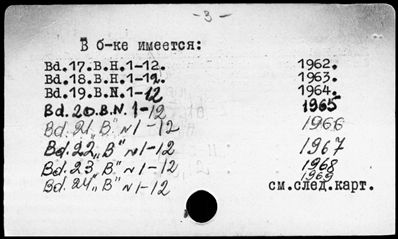 - 3 -
В б-ке имеется:
Bd.17.B.H.1-12. 1962.
Bd.18.B.H.1-12. 1963.
Bd.19.B.N.1-12 1964.
Bd.20.B.N.1-12 1965
Bd.21„B"N1-12 1966
Bd.22„B"N1-12 1967
Bd.23„B"N1-12 1968
Bd.24„B"N1-12 1969
см.след.карт.